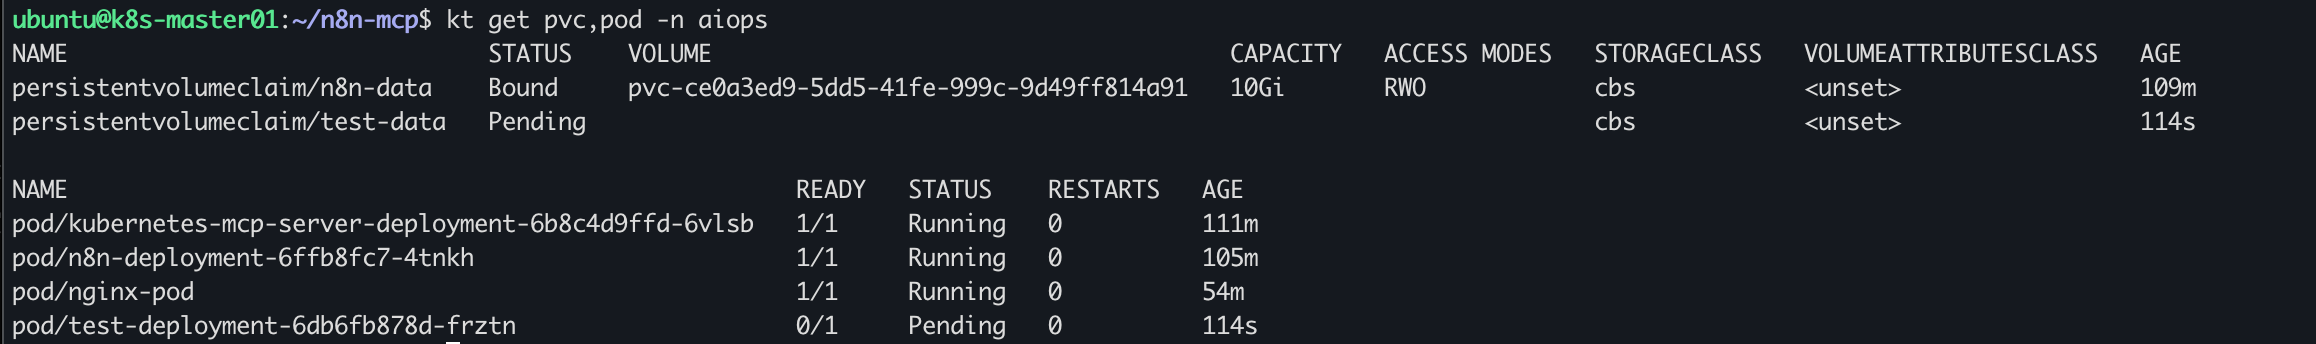 ubuntu@k8s-master01:~/n8n-mcp$ kt get pvc,pod -n aiops
NAME                              STATUS    VOLUME                                     CAPACITY   ACCESS MODES   STORAGECLASS   VOLUMEATTRIBUTESCLASS   AGE
persistentvolumeclaim/n8n-data    Bound     pvc-ce0a3ed9-5dd5-41fe-999c-9d49ff814a91   10Gi       RWO            cbs            <unset>                 109m
persistentvolumeclaim/test-data   Pending                                                                        cbs            <unset>                 114s

NAME                                                    READY   STATUS    RESTARTS   AGE
pod/kubernetes-mcp-server-deployment-6b8c4d9ffd-6vlsb   1/1     Running   0          111m
pod/n8n-deployment-6ffb8fc7-4tnkh                       1/1     Running   0          105m
pod/nginx-pod                                           1/1     Running   0          54m
pod/test-deployment-6db6fb878d-frztn                    0/1     Pending   0          114s